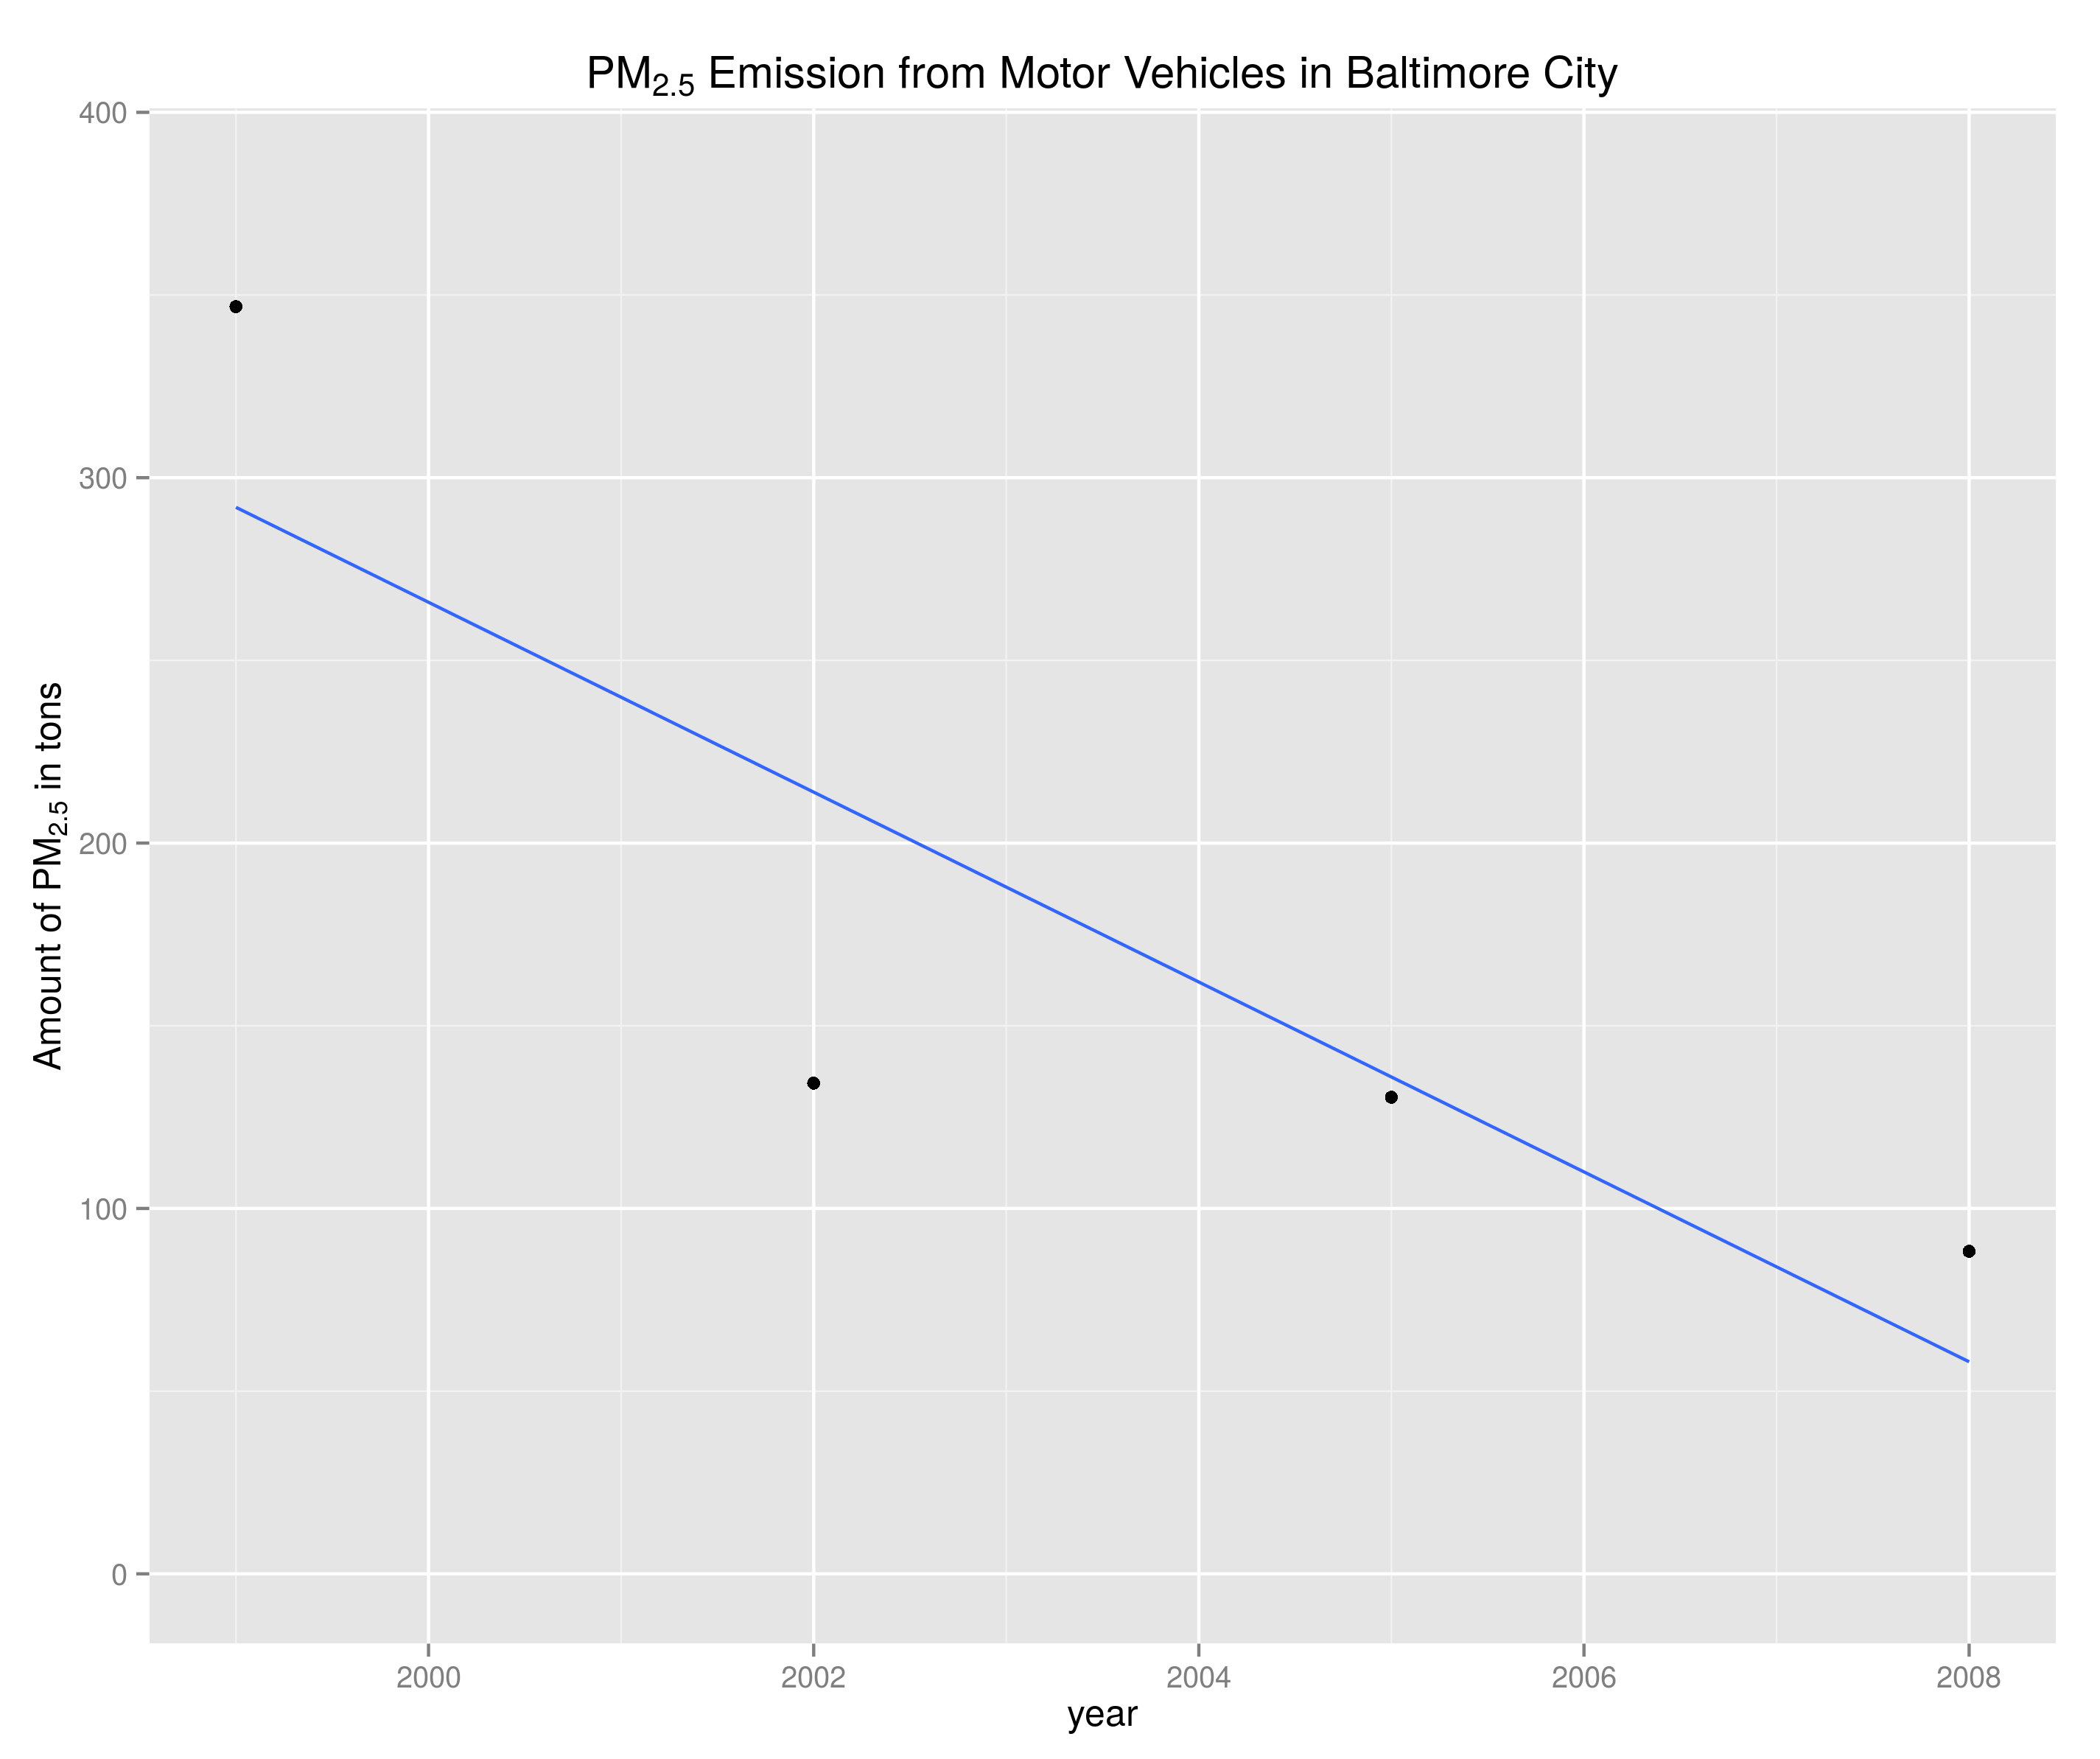 PM2.5 Emission from Motor Vehicles in Baltimore City
400
300
200
100
0
Amount of PM2.5 in tons
2000 2002 2004 2006 2008
year